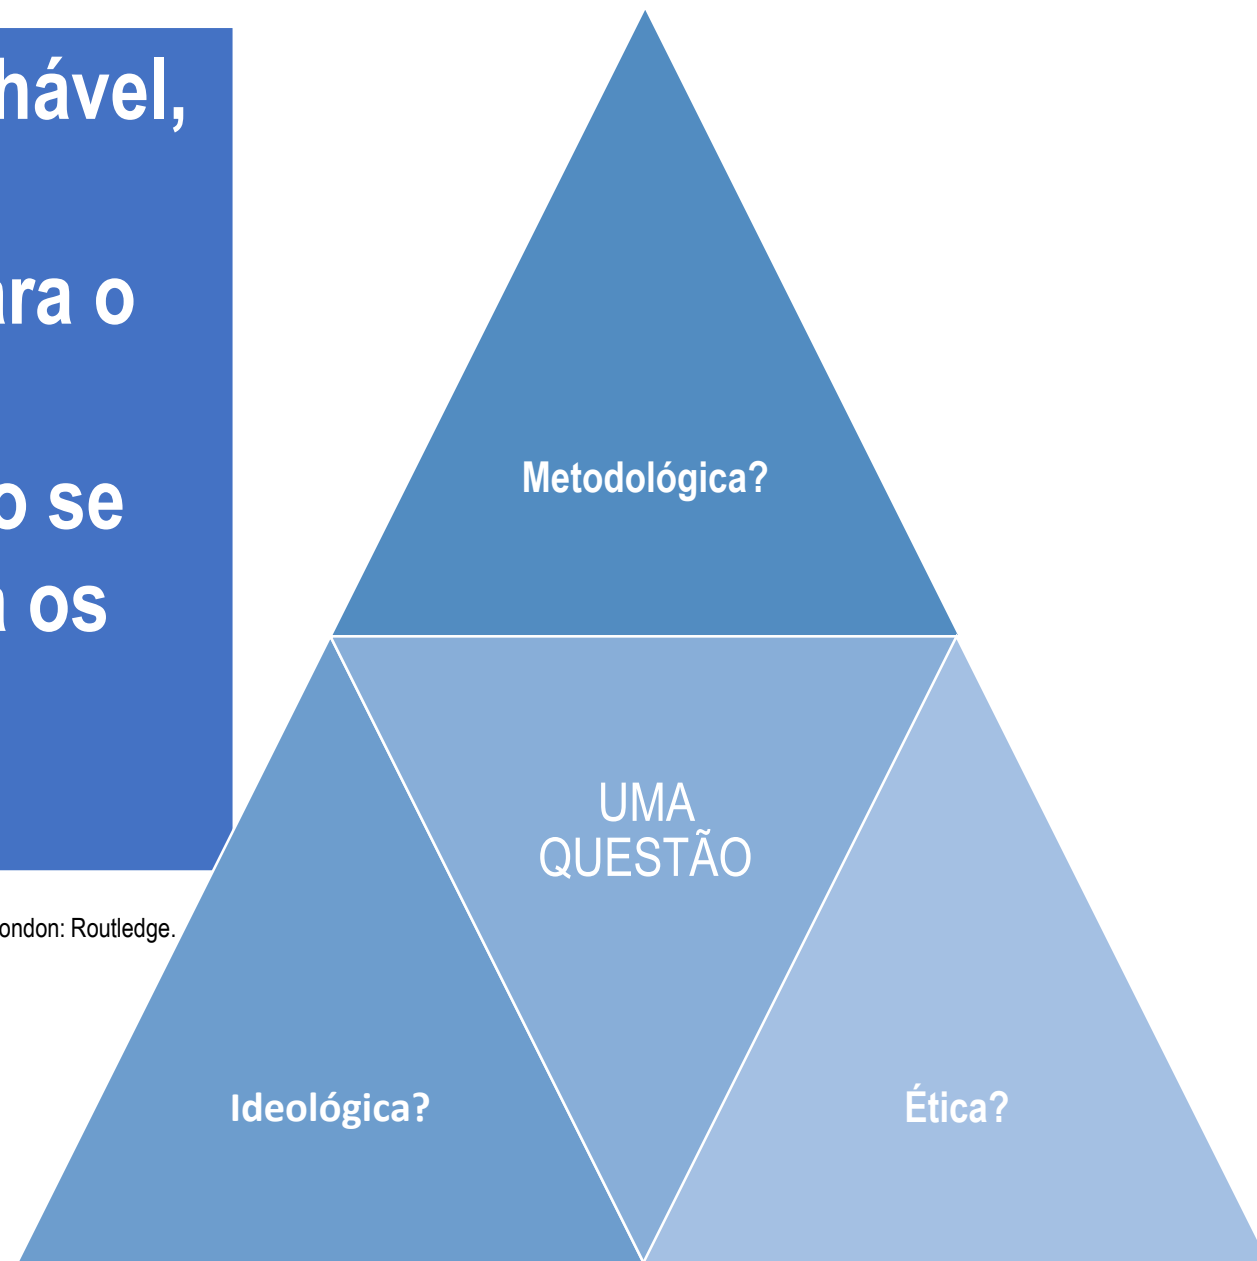 hável,
ara o
o se
a os
ondon: Routledge.
Metodológica?
UMA
QUESTÃO
Ideológica?
Ética?